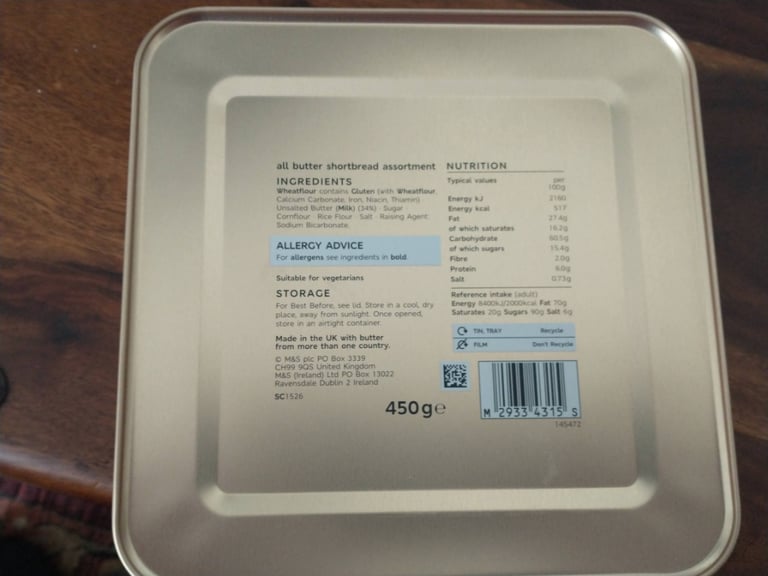 all butter shortbread assortment
INGREDIENTS
Wheatflour contains Gluten (with Wheatflour,
Calcium Carbonate, Iron, Niacin, Thiamin) ·
Unsalted Butter (Milk) (34%) · Sugar ·
Cornflour · Rice Flour · Salt · Raising Agent:
Sodium Bicarbonate.
ALLERGY ADVICE
For allergens see ingredients in bold.
Suitable for vegetarians
STORAGE
For Best Before, see lid. Store in a cool, dry
place, away from sunlight. Once opened,
store in an airtight container.
Made in the UK with butter
from more than one country.
© M&S plc PO Box 3339
CH99 9QS United Kingdom
M&S (Ireland) Ltd PO Box 13022
Ravensdale Dublin 2 Ireland
SC1526
450g℮
NUTRITION
Typical values per
100g
Energy kJ 2160
Energy kcal 517
Fat 27.4g
of which saturates 16.2g
Carbohydrate 60.5g
of which sugars 15.4g
Fibre 2.0g
Protein 6.0g
Salt 0.73g
Reference intake (adult)
Energy 8400kJ/2000kcal Fat 70g
Saturates 20g Sugars 90g Salt 6g
TIN, TRAY Recycle
FILM Don't Recycle
M 2933 4315 S
145472